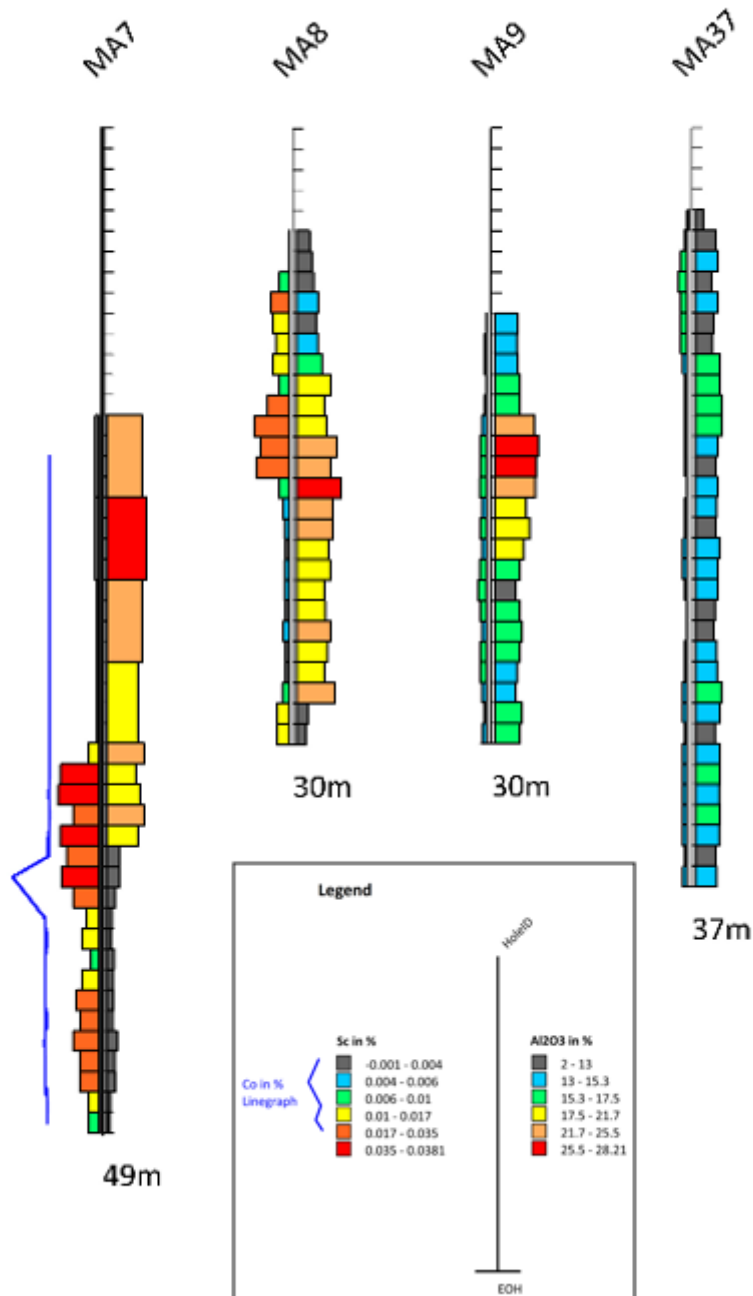 MA7
MA8
MA9
MA37
30m
30m
37m
49m
Legend
HoleID
Sc in %
-0.001 - 0.004
0.004 - 0.006
0.006 - 0.01
0.01 - 0.017
0.017 - 0.035
0.035 - 0.0381
Co in %
Linegraph
Al2O3 in %
2 - 13
13 - 15.3
15.3 - 17.5
17.5 - 21.7
21.7 - 25.5
25.5 - 28.21
EOH